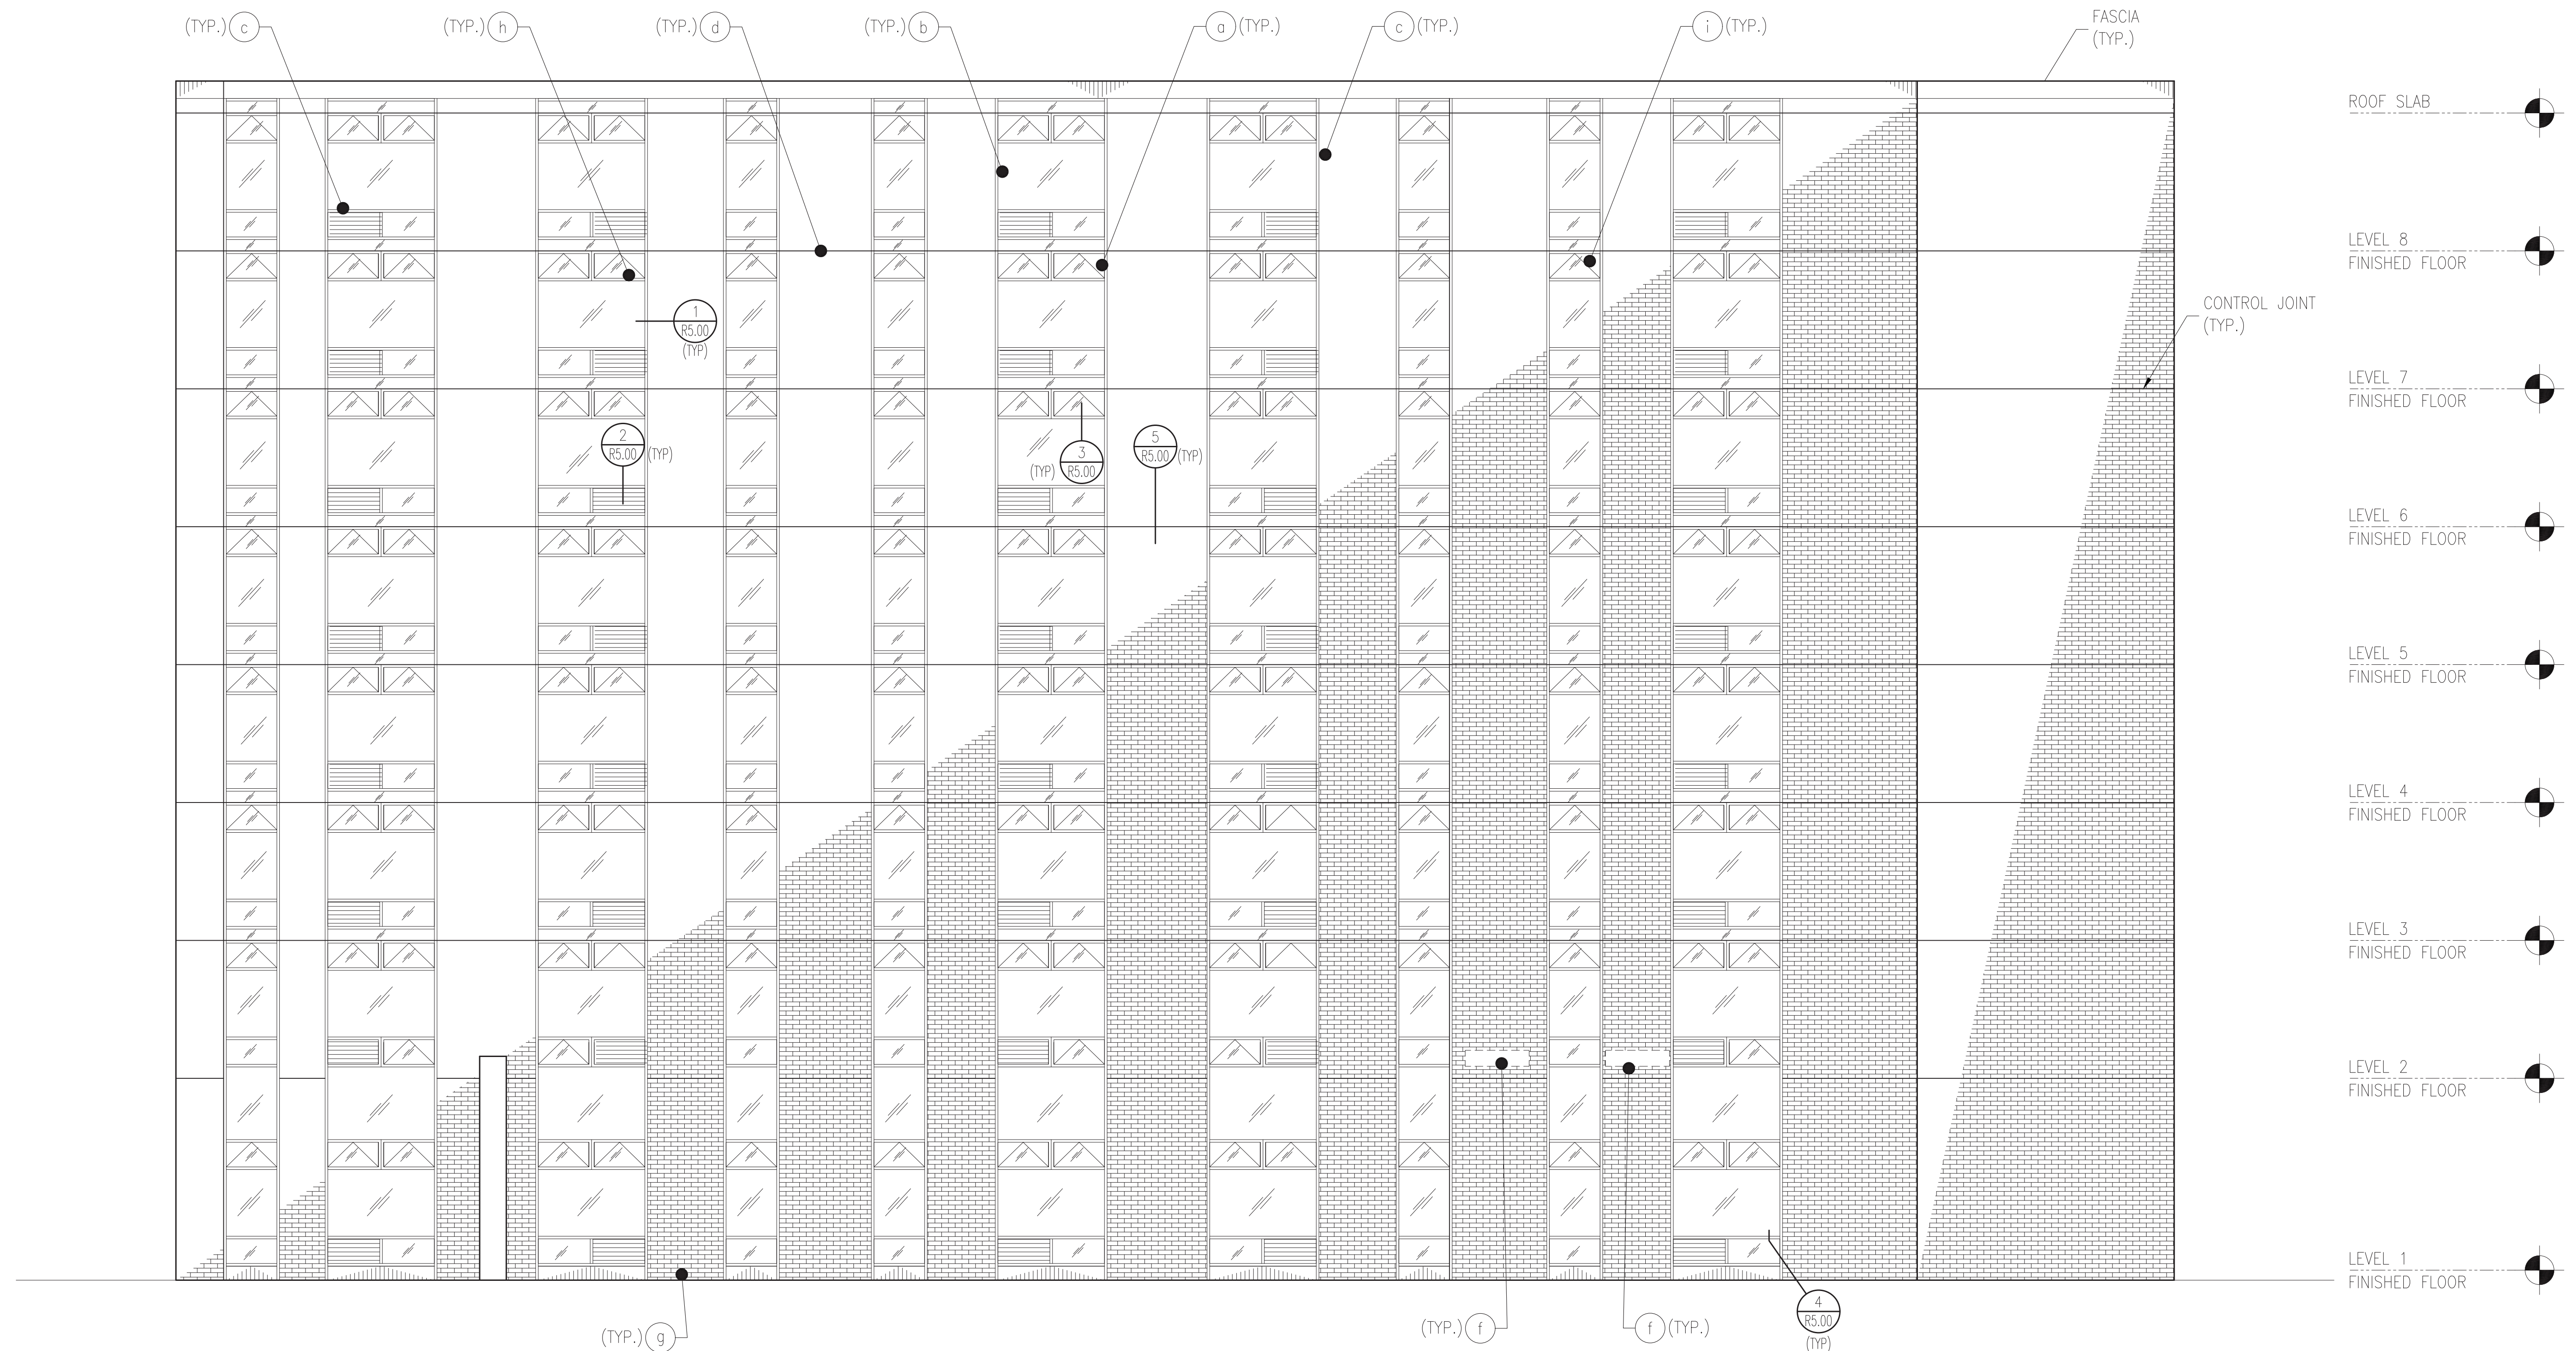 (TYP.) c
(TYP.) h
(TYP.) d
(TYP.) b
a (TYP.)
c (TYP.)
i (TYP.)
FASCIA
(TYP.)
ROOF SLAB
LEVEL 8
FINISHED FLOOR
CONTROL JOINT
(TYP.)
1
R5.00
(TYP)
LEVEL 7
FINISHED FLOOR
2
R5.00 (TYP)
3
(TYP) R5.00
5
R5.00 (TYP)
LEVEL 6
FINISHED FLOOR
LEVEL 5
FINISHED FLOOR
LEVEL 4
FINISHED FLOOR
LEVEL 3
FINISHED FLOOR
LEVEL 2
FINISHED FLOOR
LEVEL 1
FINISHED FLOOR
(TYP.) g
(TYP.) f
f (TYP.)
4
R5.00
(TYP)